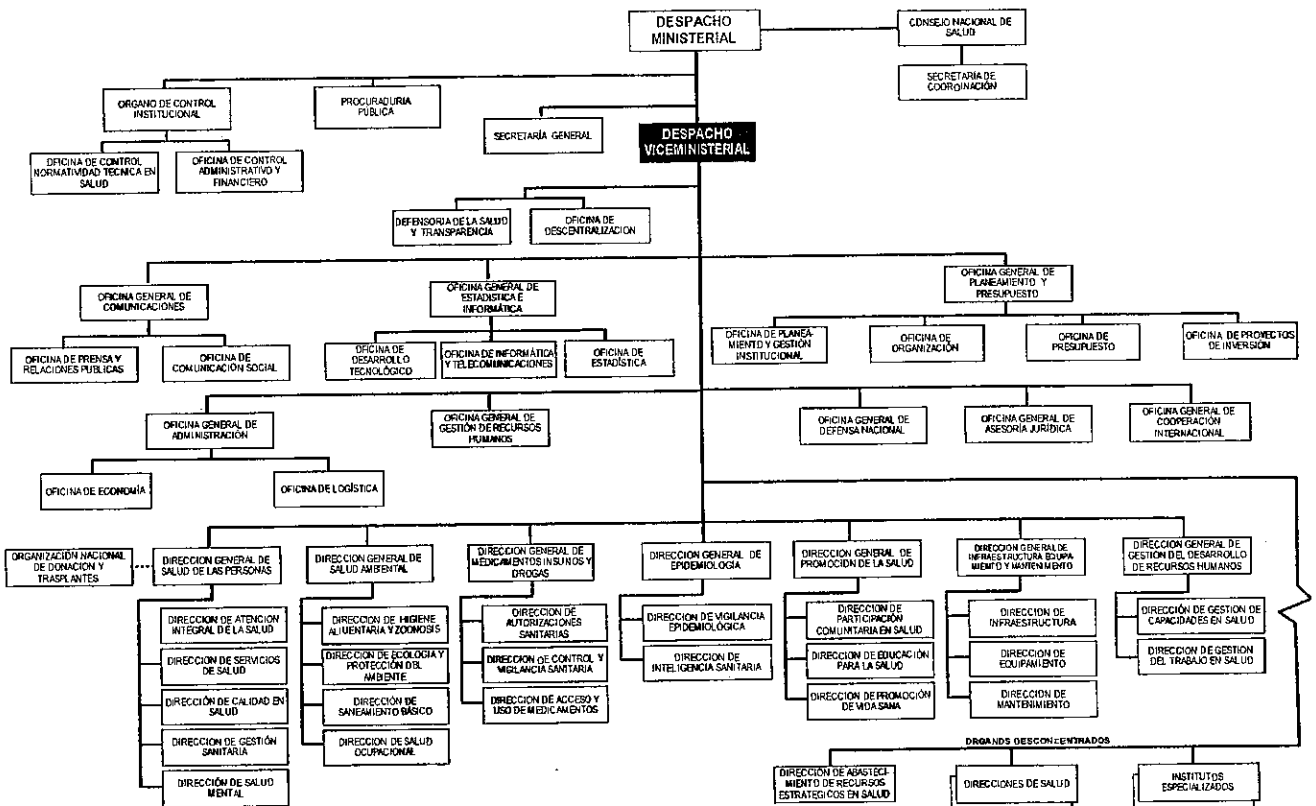 DESPACHO
MINISTERIAL
CONSEJO NACIONAL DE
SALUD
SECRETARÍA DE
COORDINACIÓN
ORGANO DE CONTROL
INSTITUCIONAL
PROCURADURIA
PÚBLICA
SECRETARÍA GENERAL
DESPACHO
VICEMINISTERIAL
OFICINA DE CONTROL
NORMATIVIDAD TECNICA EN
SALUD
OFICINA DE CONTROL
ADMINISTRATIVO Y
FINANCIERO
DEFENSORIA DE LA SALUD
Y TRANSPARENCIA
OFICINA DE
DESCENTRALIZACION
OFICINA GENERAL DE
COMUNICACIONES
OFICINA GENERAL DE
ESTADISTICA E
INFORMÁTICA
OFICINA GENERAL DE
PLANEAMIENTO Y
PRESUPUESTO
OFICINA DE PRENSA Y
RELACIONES PUBLICAS
OFICINA DE
COMUNICACIÓN SOCIAL
OFICINA DE
DESARROLLO
TECNOLÓGICO
OFICINA DE INFORMÁTICA
Y TELECOMUNICACIONES
OFICINA DE
ESTADÍSTICA
OFICINA DE PLANEA-
MIENTO Y GESTIÓN
INSTITUCIONAL
OFICINA DE
ORGANIZACIÓN
OFICINA DE
PRESUPUESTO
OFICINA DE PROYECTOS
DE INVERSIÓN
OFICINA GENERAL DE
ADMINISTRACIÓN
OFICINA GENERAL DE
GESTIÓN DE RECURSOS
HUMANOS
OFICINA GENERAL DE
DEFENSA NACIONAL
OFICINA GENERAL DE
ASESORÍA JURÍDICA
OFICINA GENERAL DE
COOPERACIÓN
INTERNACIONAL
OFICINA DE ECONOMÍA
OFICINA DE LOGÍSTICA
ORGANIZACIÓN NACIONAL
DE DONACIÓN Y
TRASPLANTES
DIRECCION GENERAL DE
SALUD DE LAS PERSONAS
DIRECCION GENERAL DE
SALUD AMBIENTAL
DIRECCION GENERAL DE
MEDICAMENTOS INSUNOS Y
DROGAS
DIRECCION GENERAL DE
EPIDEMIOLOGÍA
DIRECCION GENERAL DE
PROMOCIÓN DE LA SALUD
DIRECCION GENERAL DE
INFRAESTRUCTURA EQUIPA
MIENTO Y MANTENIMIENTO
DIRECCION GENERAL DE
GESTIÓN DEL DESARROLLO
DE RECURSOS HUMANOS
DIRECCION DE ATENCION
INTEGRAL DE LA SALUD
DIRECCION DE SERVICIOS
DE SALUD
DIRECCIÓN DE CALIDAD EN
SALUD
DIRECCION DE GESTIÓN
SANITARIA
DIRECCIÓN DE SALUD
MENTAL
DIRECCION DE HIGIENE
ALIMENTARIA Y ZOONOSIS
DIRECCION DE ECOLOGIA Y
PROTECCIÓN DEL
AMBIENTE
DIRECCIÓN DE
SANEAMIENTO BÁSICO
DIRECCION DE SALUD
OCUPACIONAL
DIRECCIÓN DE
AUTORIZACIONES
SANITARIAS
DIRECCIÓN DE CONTROL Y
VIGILANCIA SANITARIA
DIRECCION DE ACCESO Y
USO DE MEDICAMENTOS
DIRECCION DE VIGILANCIA
EPIDEMIOLÓGICA
DIRECCIÓN DE
INTELIGENCIA SANITARIA
DIRECCIÓN DE
PARTICIPACIÓN
COMUNITARIA EN SALUD
DIRECCION DE EDUCACIÓN
PARA LA SALUD
DIRECCION DE PROMOCIÓN
DE VIDA SANA
DIRECCIÓN DE
INFRAESTRUCTURA
DIRECCIÓN DE
EQUIPAMIENTO
DIRECCIÓN DE
MANTENIMIENTO
DIRECCIÓN DE GESTIÓN DE
CAPACIDADES EN SALUD
DIRECCION DE GESTION
DEL TRABAJO EN SALUD
ORGANOS DESCONCENTRADOS
DIRECCIÓN DE ABASTECI-
MIENTO DE RECURSOS
ESTRATEGICOS EN SALUD
DIRECCIONES DE SALUD
INSTITUTOS
ESPECIALIZADOS